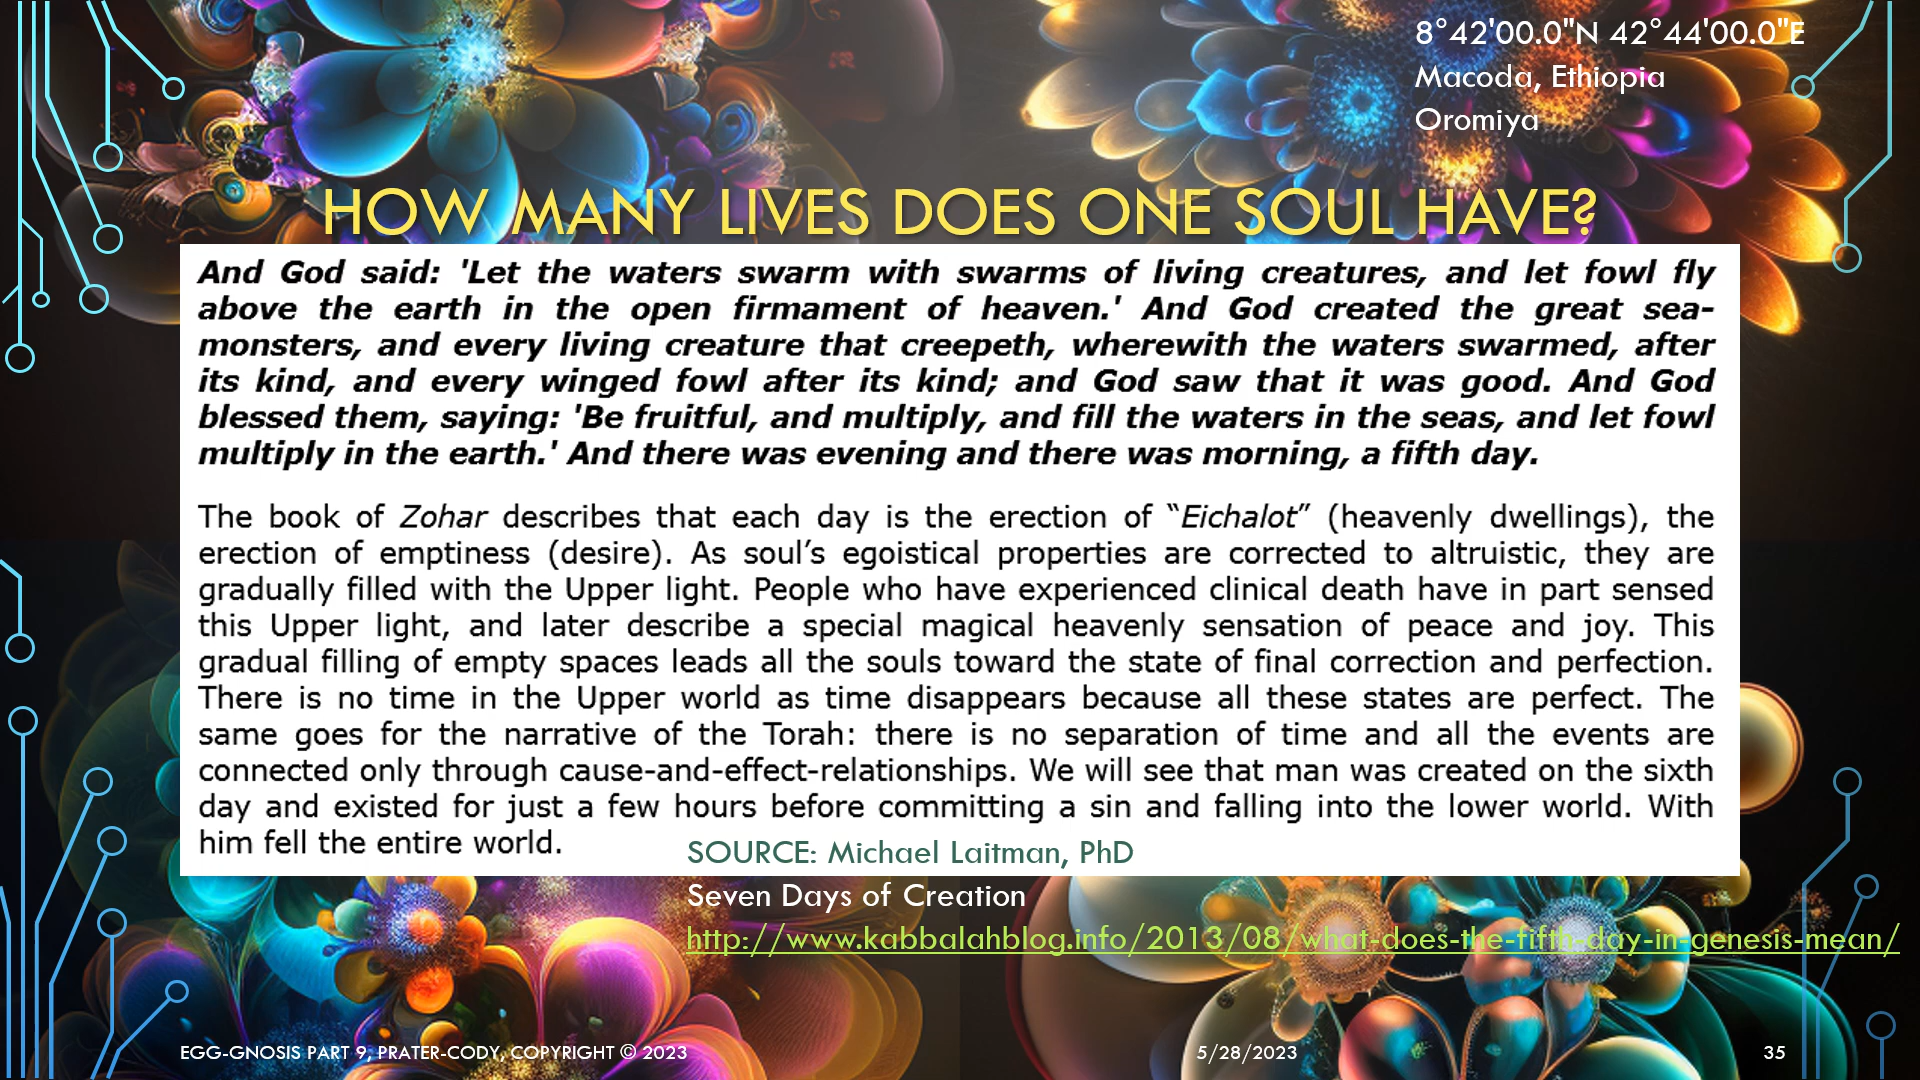 8°42'00.0"N 42°44'00.0"E
Macoda, Ethiopia
Oromiya
HOW MANY LIVES DOES ONE SOUL HAVE?
And God said: 'Let the waters swarm with swarms of living creatures, and let fowl fly
above the earth in the open firmament of heaven.' And God created the great sea-
monsters, and every living creature that creepeth, wherewith the waters swarmed, after
its kind, and every winged fowl after its kind; and God saw that it was good. And God
blessed them, saying: 'Be fruitful, and multiply, and fill the waters in the seas, and let fowl
multiply in the earth.' And there was evening and there was morning, a fifth day.
The book of Zohar describes that each day is the erection of “Eichalot” (heavenly dwellings), the
erection of emptiness (desire). As soul’s egoistical properties are corrected to altruistic, they are
gradually filled with the Upper light. People who have experienced clinical death have in part sensed
this Upper light, and later describe a special magical heavenly sensation of peace and joy. This
gradual filling of empty spaces leads all the souls toward the state of final correction and perfection.
There is no time in the Upper world as time disappears because all these states are perfect. The
same goes for the narrative of the Torah: there is no separation of time and all the events are
connected only through cause-and-effect-relationships. We will see that man was created on the sixth
day and existed for just a few hours before committing a sin and falling into the lower world. With
him fell the entire world.
SOURCE: Michael Laitman, PhD
Seven Days of Creation
http://www.kabbalahblog.info/2013/08/what-does-the-fifth-day-in-genesis-mean/
EGG-GNOSIS PART 9, PRATER-CODY, COPYRIGHT © 2023
5/28/2023
35